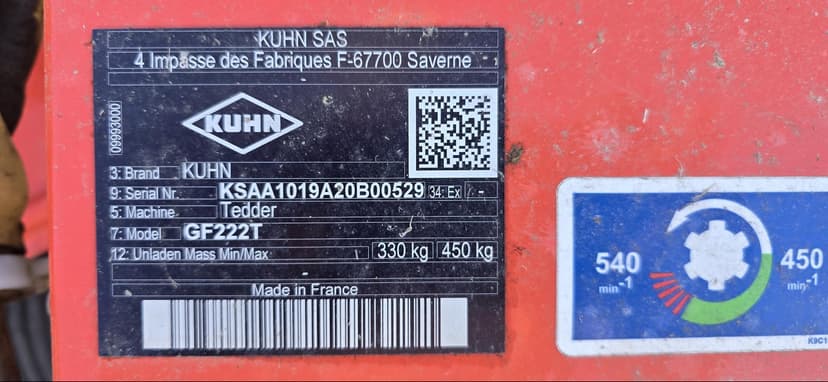 KUHN SAS
4 Impasse des Fabriques F-67700 Saverne
09993000
KUHN
3: Brand KUHN
9: Serial Nr. KSAA1019A20B00529 34: Ex / -
5: Machine Tedder
7: Model GF222T
12: Unladen Mass Min/Max 330 kg 450 kg
-
Made in France
540 min-1
450 min-1
K9C1